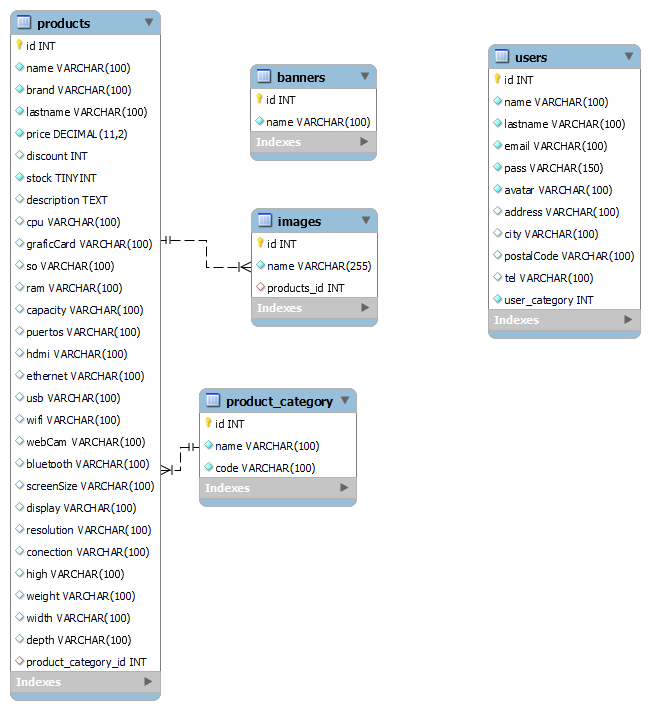 products
id INT
name VARCHAR(100)
brand VARCHAR(100)
lastname VARCHAR(100)
price DECIMAL(11,2)
discount INT
stock TINYINT
description TEXT
cpu VARCHAR(100)
graficCard VARCHAR(100)
so VARCHAR(100)
ram VARCHAR(100)
capacity VARCHAR(100)
puertos VARCHAR(100)
hdmi VARCHAR(100)
ethernet VARCHAR(100)
usb VARCHAR(100)
wifi VARCHAR(100)
webCam VARCHAR(100)
bluetooth VARCHAR(100)
screenSize VARCHAR(100)
display VARCHAR(100)
resolution VARCHAR(100)
conection VARCHAR(100)
high VARCHAR(100)
weight VARCHAR(100)
width VARCHAR(100)
depth VARCHAR(100)
product_category_id INT
Indexes
banners
id INT
name VARCHAR(100)
Indexes
images
id INT
name VARCHAR(255)
products_id INT
Indexes
product_category
id INT
name VARCHAR(100)
code VARCHAR(100)
Indexes
users
id INT
name VARCHAR(100)
lastname VARCHAR(100)
email VARCHAR(100)
pass VARCHAR(150)
avatar VARCHAR(100)
address VARCHAR(100)
city VARCHAR(100)
postalCode VARCHAR(100)
tel VARCHAR(100)
user_category INT
Indexes